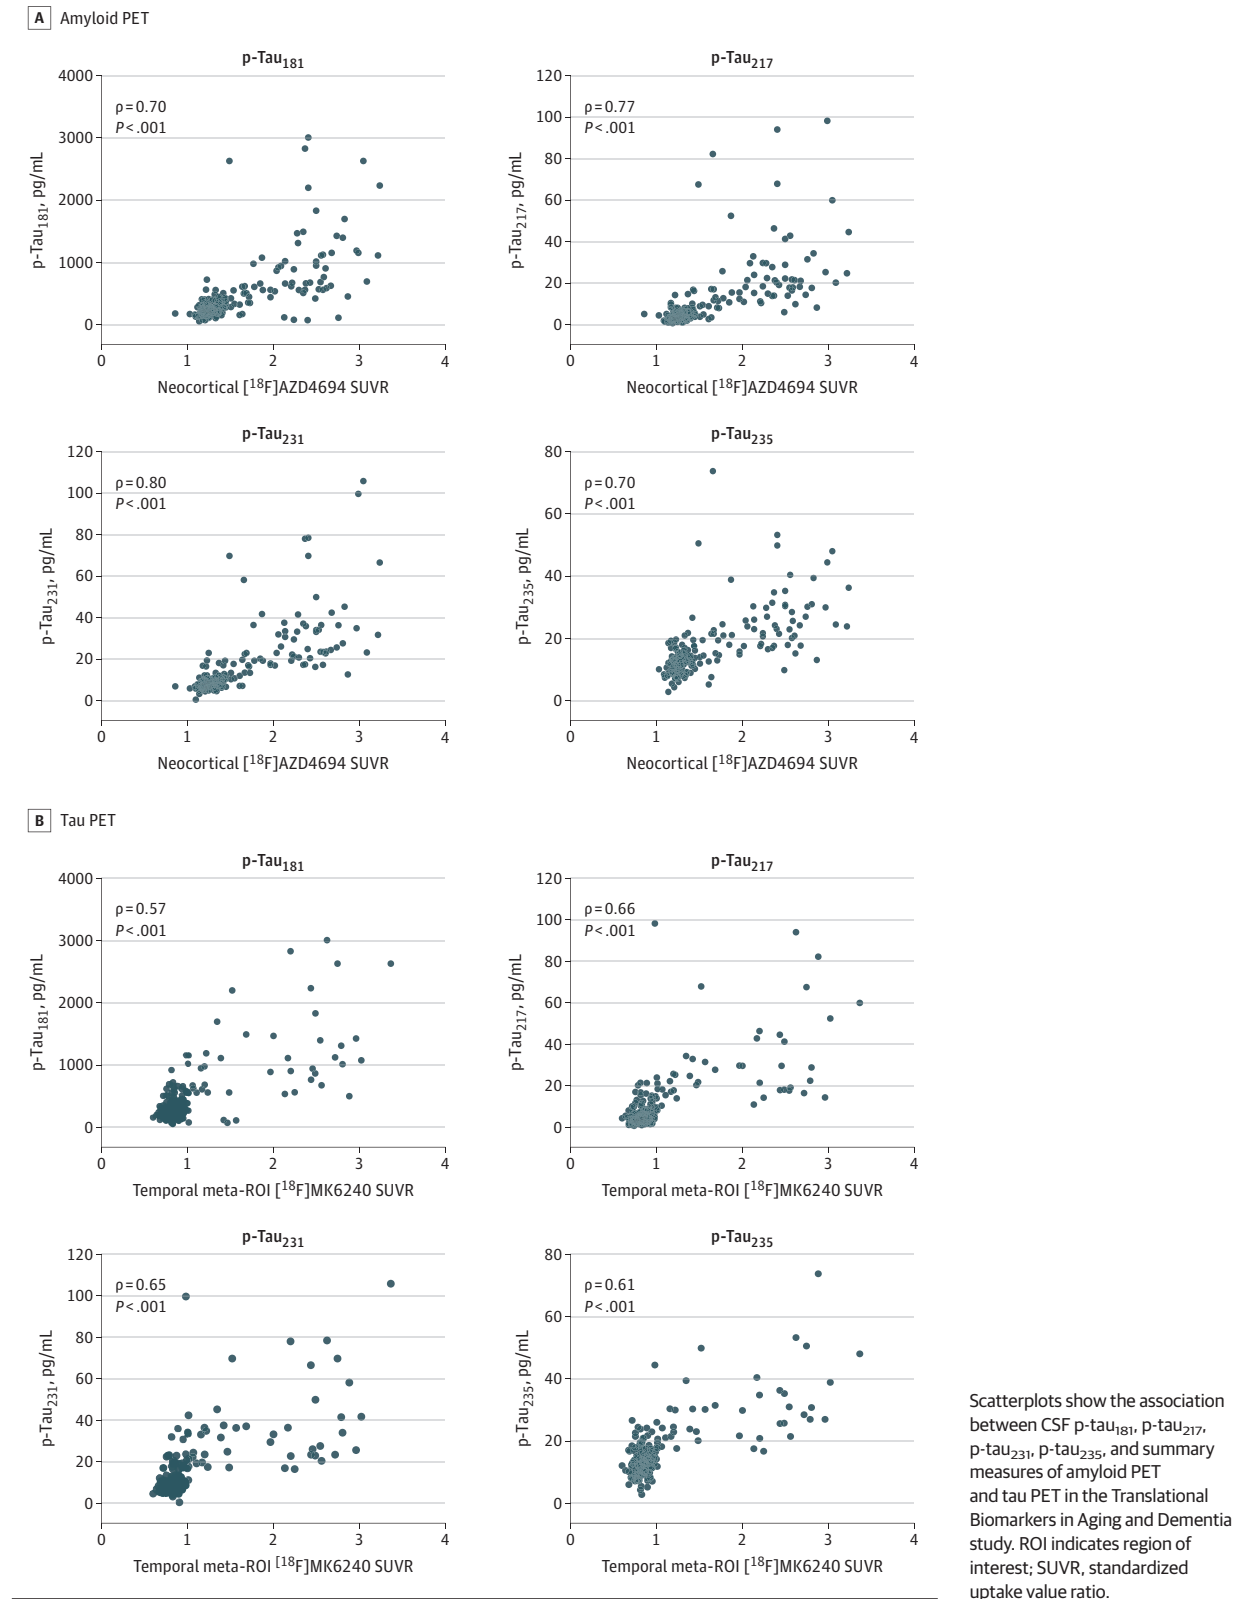 A Amyloid PET
p-Tau181
4000
3000
2000
1000
0
p-Tau181, pg/mL
ρ=0.70
P<.001
0 1 2 3 4
Neocortical [18F]AZD4694 SUVR
p-Tau217
120
100
80
60
40
20
0
p-Tau217, pg/mL
ρ=0.77
P<.001
0 1 2 3 4
Neocortical [18F]AZD4694 SUVR
p-Tau231
120
100
80
60
40
20
0
p-Tau231, pg/mL
ρ=0.80
P<.001
0 1 2 3 4
Neocortical [18F]AZD4694 SUVR
p-Tau235
80
60
40
20
0
p-Tau235, pg/mL
ρ=0.70
P<.001
0 1 2 3 4
Neocortical [18F]AZD4694 SUVR
B Tau PET
p-Tau181
4000
3000
2000
1000
0
p-Tau181, pg/mL
ρ=0.57
P<.001
0 1 2 3 4
Temporal meta-ROI [18F]MK6240 SUVR
p-Tau217
120
100
80
60
40
20
0
p-Tau217, pg/mL
ρ=0.66
P<.001
0 1 2 3 4
Temporal meta-ROI [18F]MK6240 SUVR
p-Tau231
120
100
80
60
40
20
0
p-Tau231, pg/mL
ρ=0.65
P<.001
0 1 2 3 4
Temporal meta-ROI [18F]MK6240 SUVR
p-Tau235
80
60
40
20
0
p-Tau235, pg/mL
ρ=0.61
P<.001
0 1 2 3 4
Temporal meta-ROI [18F]MK6240 SUVR
Scatterplots show the association
between CSF p-tau181, p-tau217,
p-tau231, p-tau235, and summary
measures of amyloid PET
and tau PET in the Translational
Biomarkers in Aging and Dementia
study. ROI indicates region of
interest; SUVR, standardized
uptake value ratio.